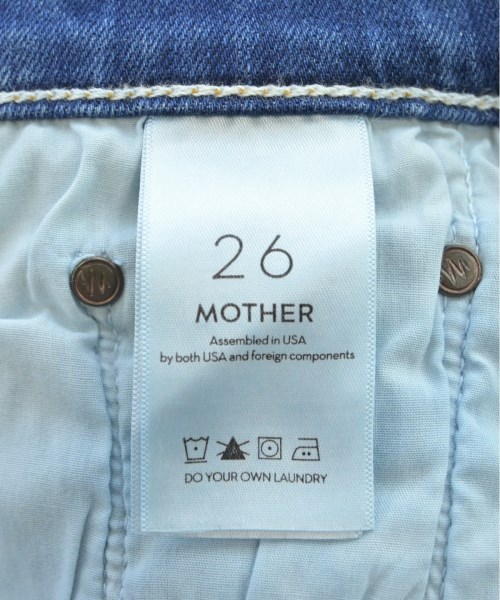 26
MOTHER
Assembled in USA
by both USA and foreign components
DO YOUR OWN LAUNDRY